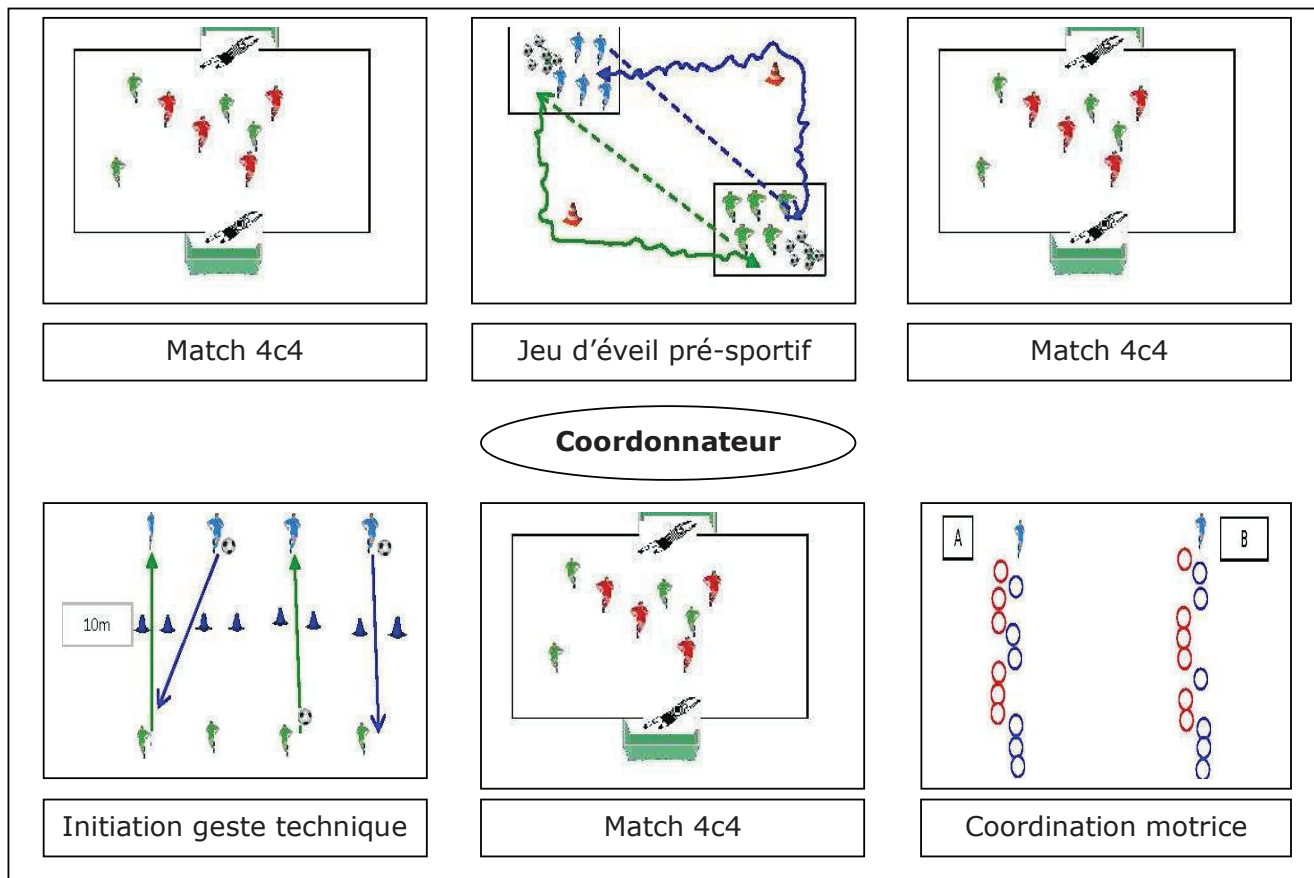 Match 4c4
Jeu d'éveil pré-sportif
Match 4c4
Coordonnateur
10m
A
B
Initiation geste technique
Match 4c4
Coordination motrice